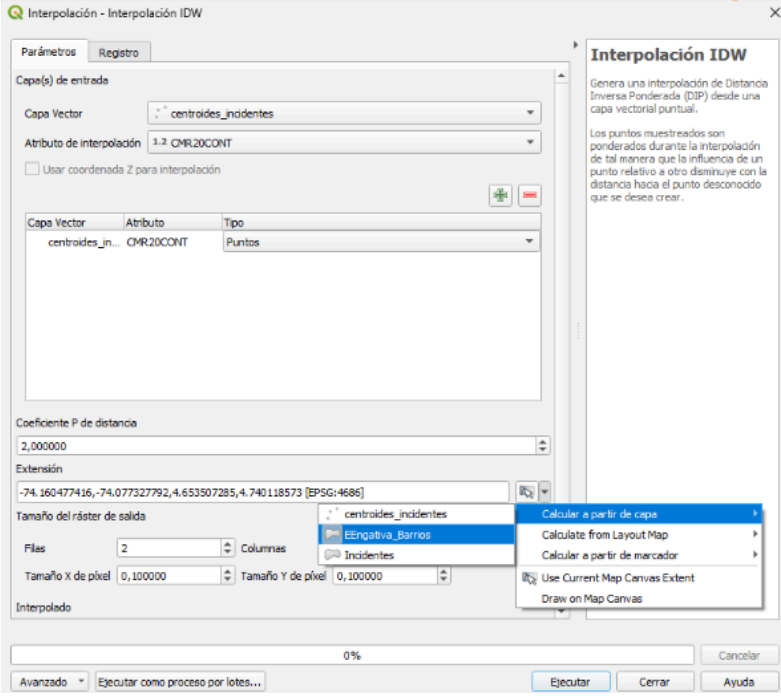 Interpolación - Interpolación IDW
Parámetros Registro
Capa(s) de entrada
Capa Vector centroides_incidentes
Atributo de interpolación 1.2 CMR20CONT
Usar coordenada Z para interpolación
Capa Vector Atributo Tipo
centroides_in... CMR20CONT Puntos
Coeficiente P de distancia
2,000000
Extensión
-74.160477416,-74.077327792,4.653507285,4.740118573 [EPSG:4686]
Calcular a partir de capa
Calculate from Layout Map
Calcular a partir de marcador
Use Current Map Canvas Extent
Draw on Map Canvas
centroides_incidentes
EEngativa_Barrios
Incidentes
Tamaño del ráster de salida
Filas 2 Columnas
Tamaño X de píxel 0,100000 Tamaño Y de píxel 0,100000
Interpolado
0%
Cancelar
Avanzado Ejecutar como proceso por lotes... Ejecutar Cerrar Ayuda
Interpolación IDW
Genera una interpolación de Distancia
Inversa Ponderada (DIP) desde una
capa vectorial puntual.
Los puntos muestreados son
ponderados durante la interpolación
de tal manera que la influencia de un
punto relativo a otro disminuye con la
distancia hacia el punto desconocido
que se desea crear.